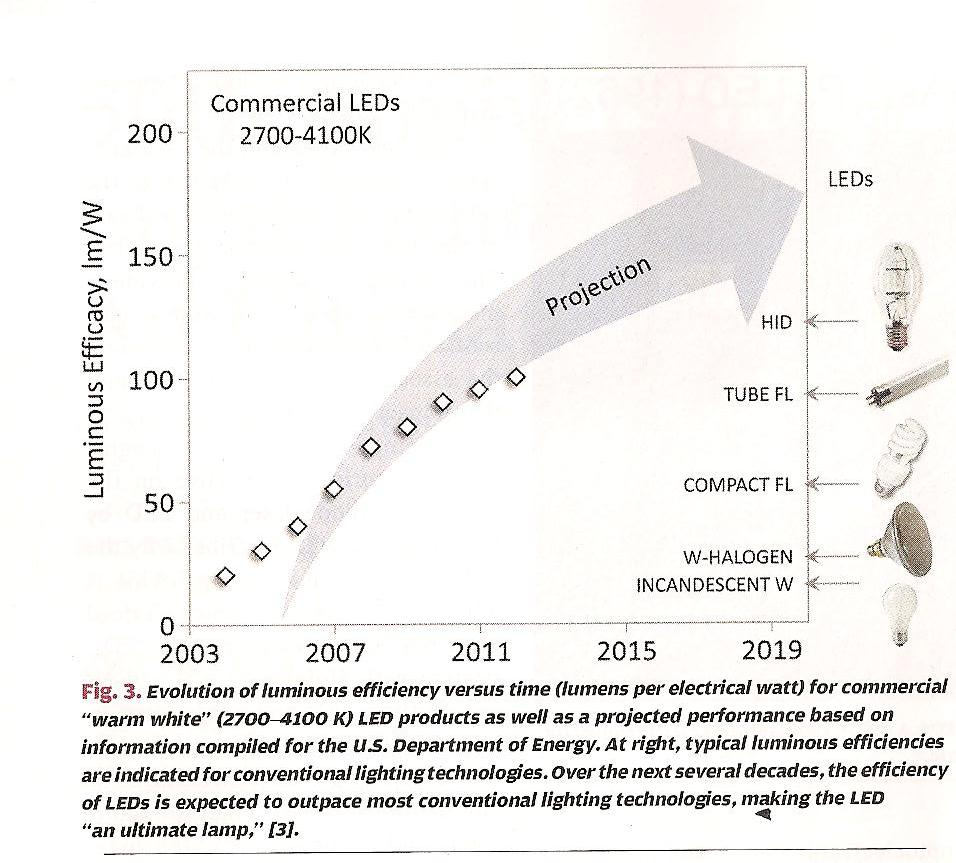 Commercial LEDs
2700-4100K
Luminous Efficacy, lm/W
200
150
100
50
0
2003
2007
2011
2015
2019
Projection
LEDs
HID
TUBE FL
COMPACT FL
W-HALOGEN
INCANDESCENT W
Fig. 3. Evolution of luminous efficiency versus time (lumens per electrical watt) for commercial
“warm white” (2700–4100 K) LED products as well as a projected performance based on
information compiled for the U.S. Department of Energy. At right, typical luminous efficiencies
are indicated for conventional lighting technologies. Over the next several decades, the efficiency
of LEDs is expected to outpace most conventional lighting technologies, making the LED
“an ultimate lamp,” [3].